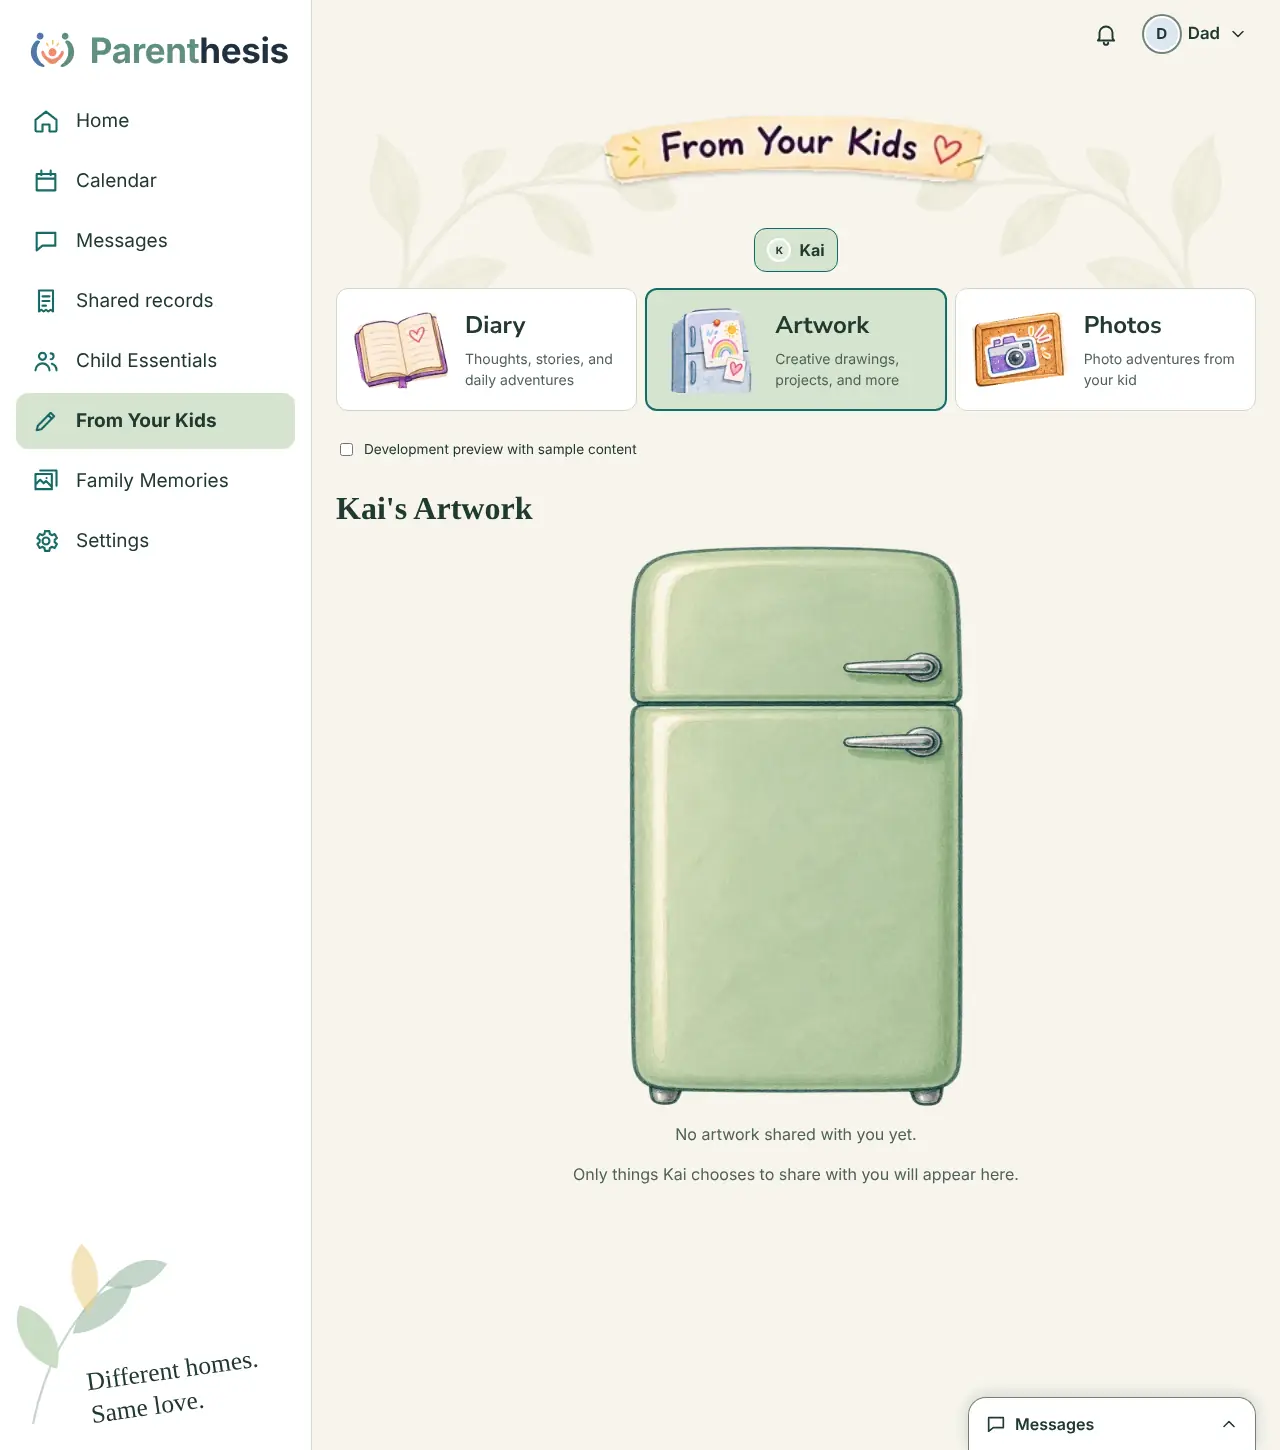 Parenthesis
Home
Calendar
Messages
Shared records
Child Essentials
From Your Kids
Family Memories
Settings
Different homes.
Same love.
D Dad
From Your Kids
K Kai
Diary
Thoughts, stories, and
daily adventures
Artwork
Creative drawings,
projects, and more
Photos
Photo adventures from
your kid
Development preview with sample content
Kai's Artwork
No artwork shared with you yet.
Only things Kai chooses to share with you will appear here.
Messages